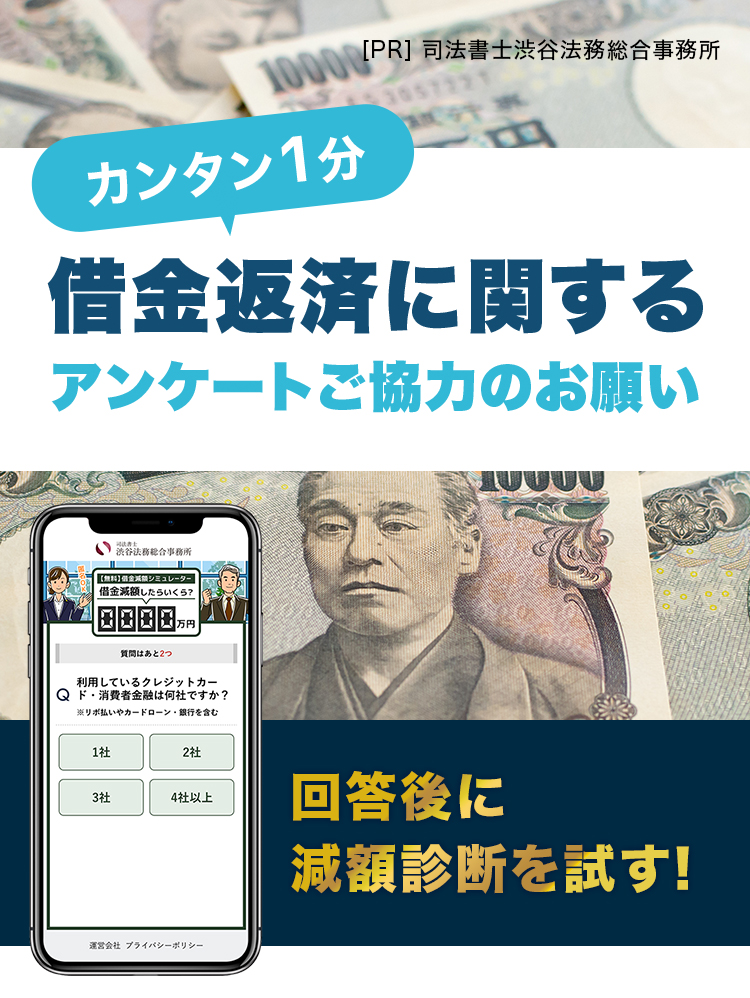 [PR] 司法書士渋谷法務総合事務所
10000
カンタン1分
借金返済に関する
アンケートご協力のお願い
10000
司法書士
渋谷法務総合事務所
【無料】借金減額シミュレーター
借金減額したらいくら?
万円
質問はあと2つ
Q 利用しているクレジットカー
ド・消費者金融は何社ですか？
※リボ払いやカードローン・銀行を含む
1社 2社
3社 4社以上
運営会社 プライバシーポリシー
回答後に
減額診断を試す!